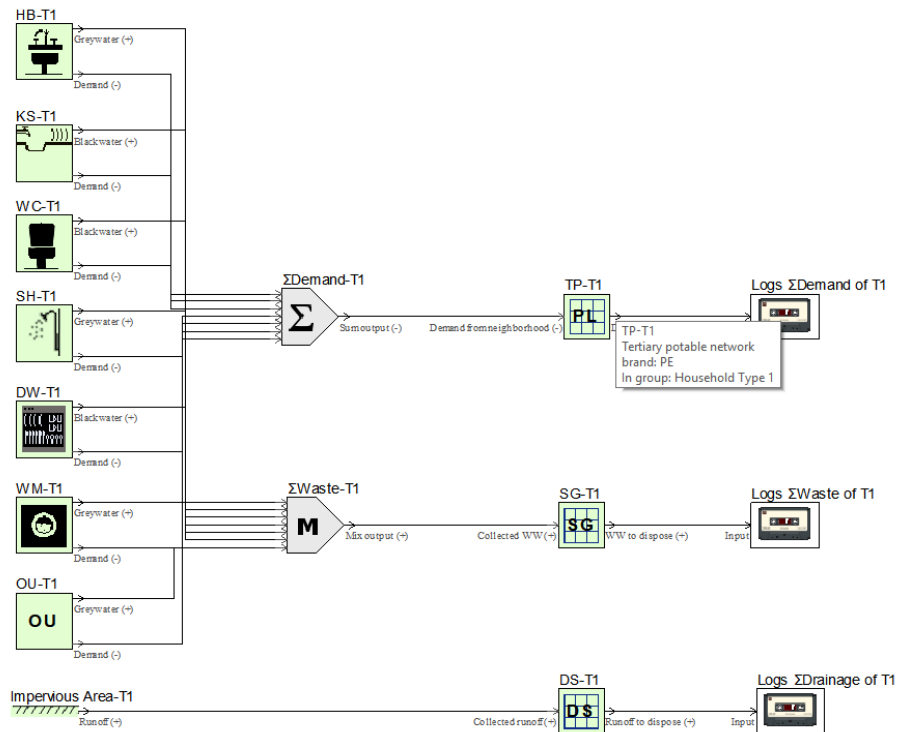 HB-T1
Greywater (+)
Demand (-)
KS-T1
Blackwater (+)
Demand (-)
WC-T1
Blackwater (+)
Demand (-)
SH-T1
Greywater (+)
Demand (-)
DW-T1
Blackwater (+)
Demand (-)
WM-T1
Greywater (+)
Demand (-)
OU-T1
OU
Greywater (+)
Demand (-)
Impervious Area-T1
Runoff (+)
ΣDemand-T1
Σ
Sum output (-)
Demand from neighborhood (-)
TP-T1
PL
D
Logs ΣDemand of T1
TP-T1
Tertiary potable network
brand: PE
In group: Household Type 1
ΣWaste-T1
M
Mix output (+)
Collected WW (+)
SG-T1
SG
WW to dispose (+)
Input
Logs ΣWaste of T1
Collected runoff (+)
DS-T1
DS
Runoff to dispose (+)
Input
Logs ΣDrainage of T1